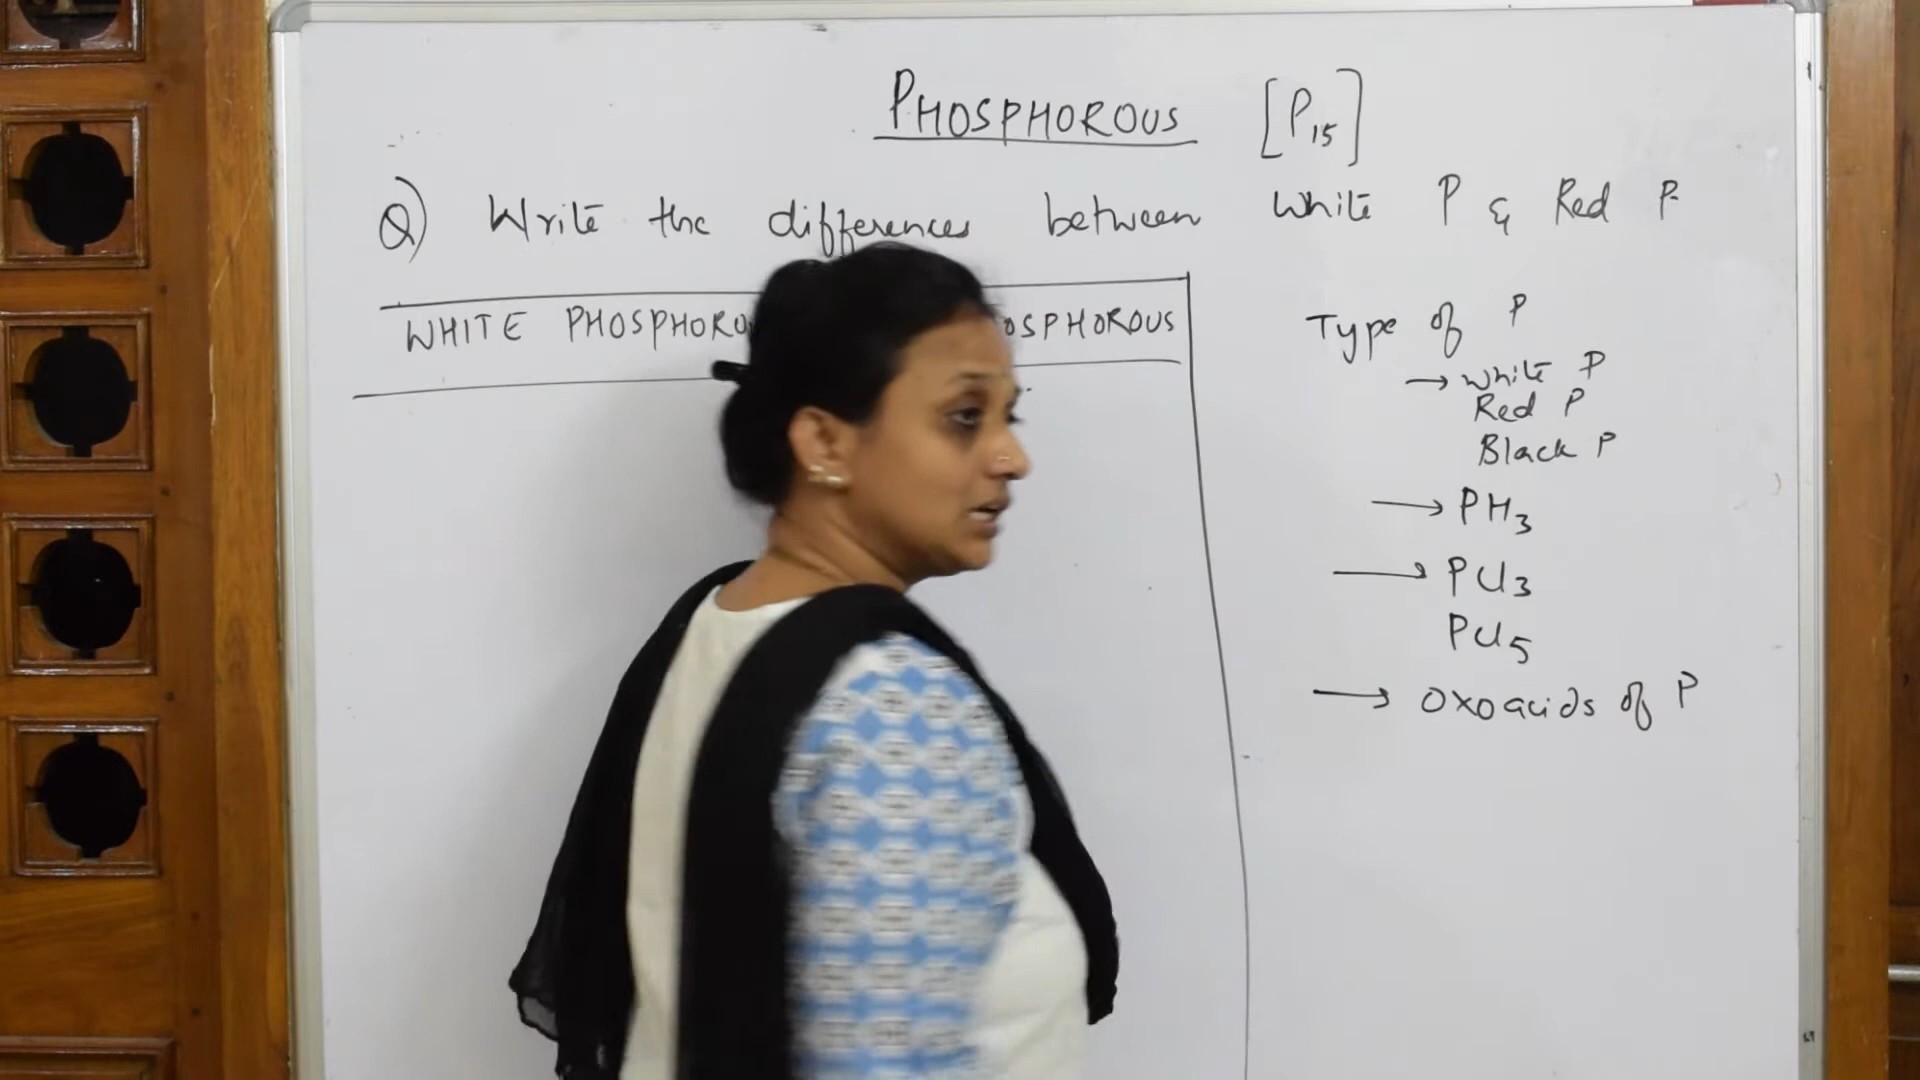 PHOSPHOROUS [P15]
Q) Write the differences between White P & Red P
WHITE PHOSPHORO OSPHOROUS
Type of P
→ White P
Red P
Black P
→ PH3
→ PCl3
PCl5
→ Oxoacids of P